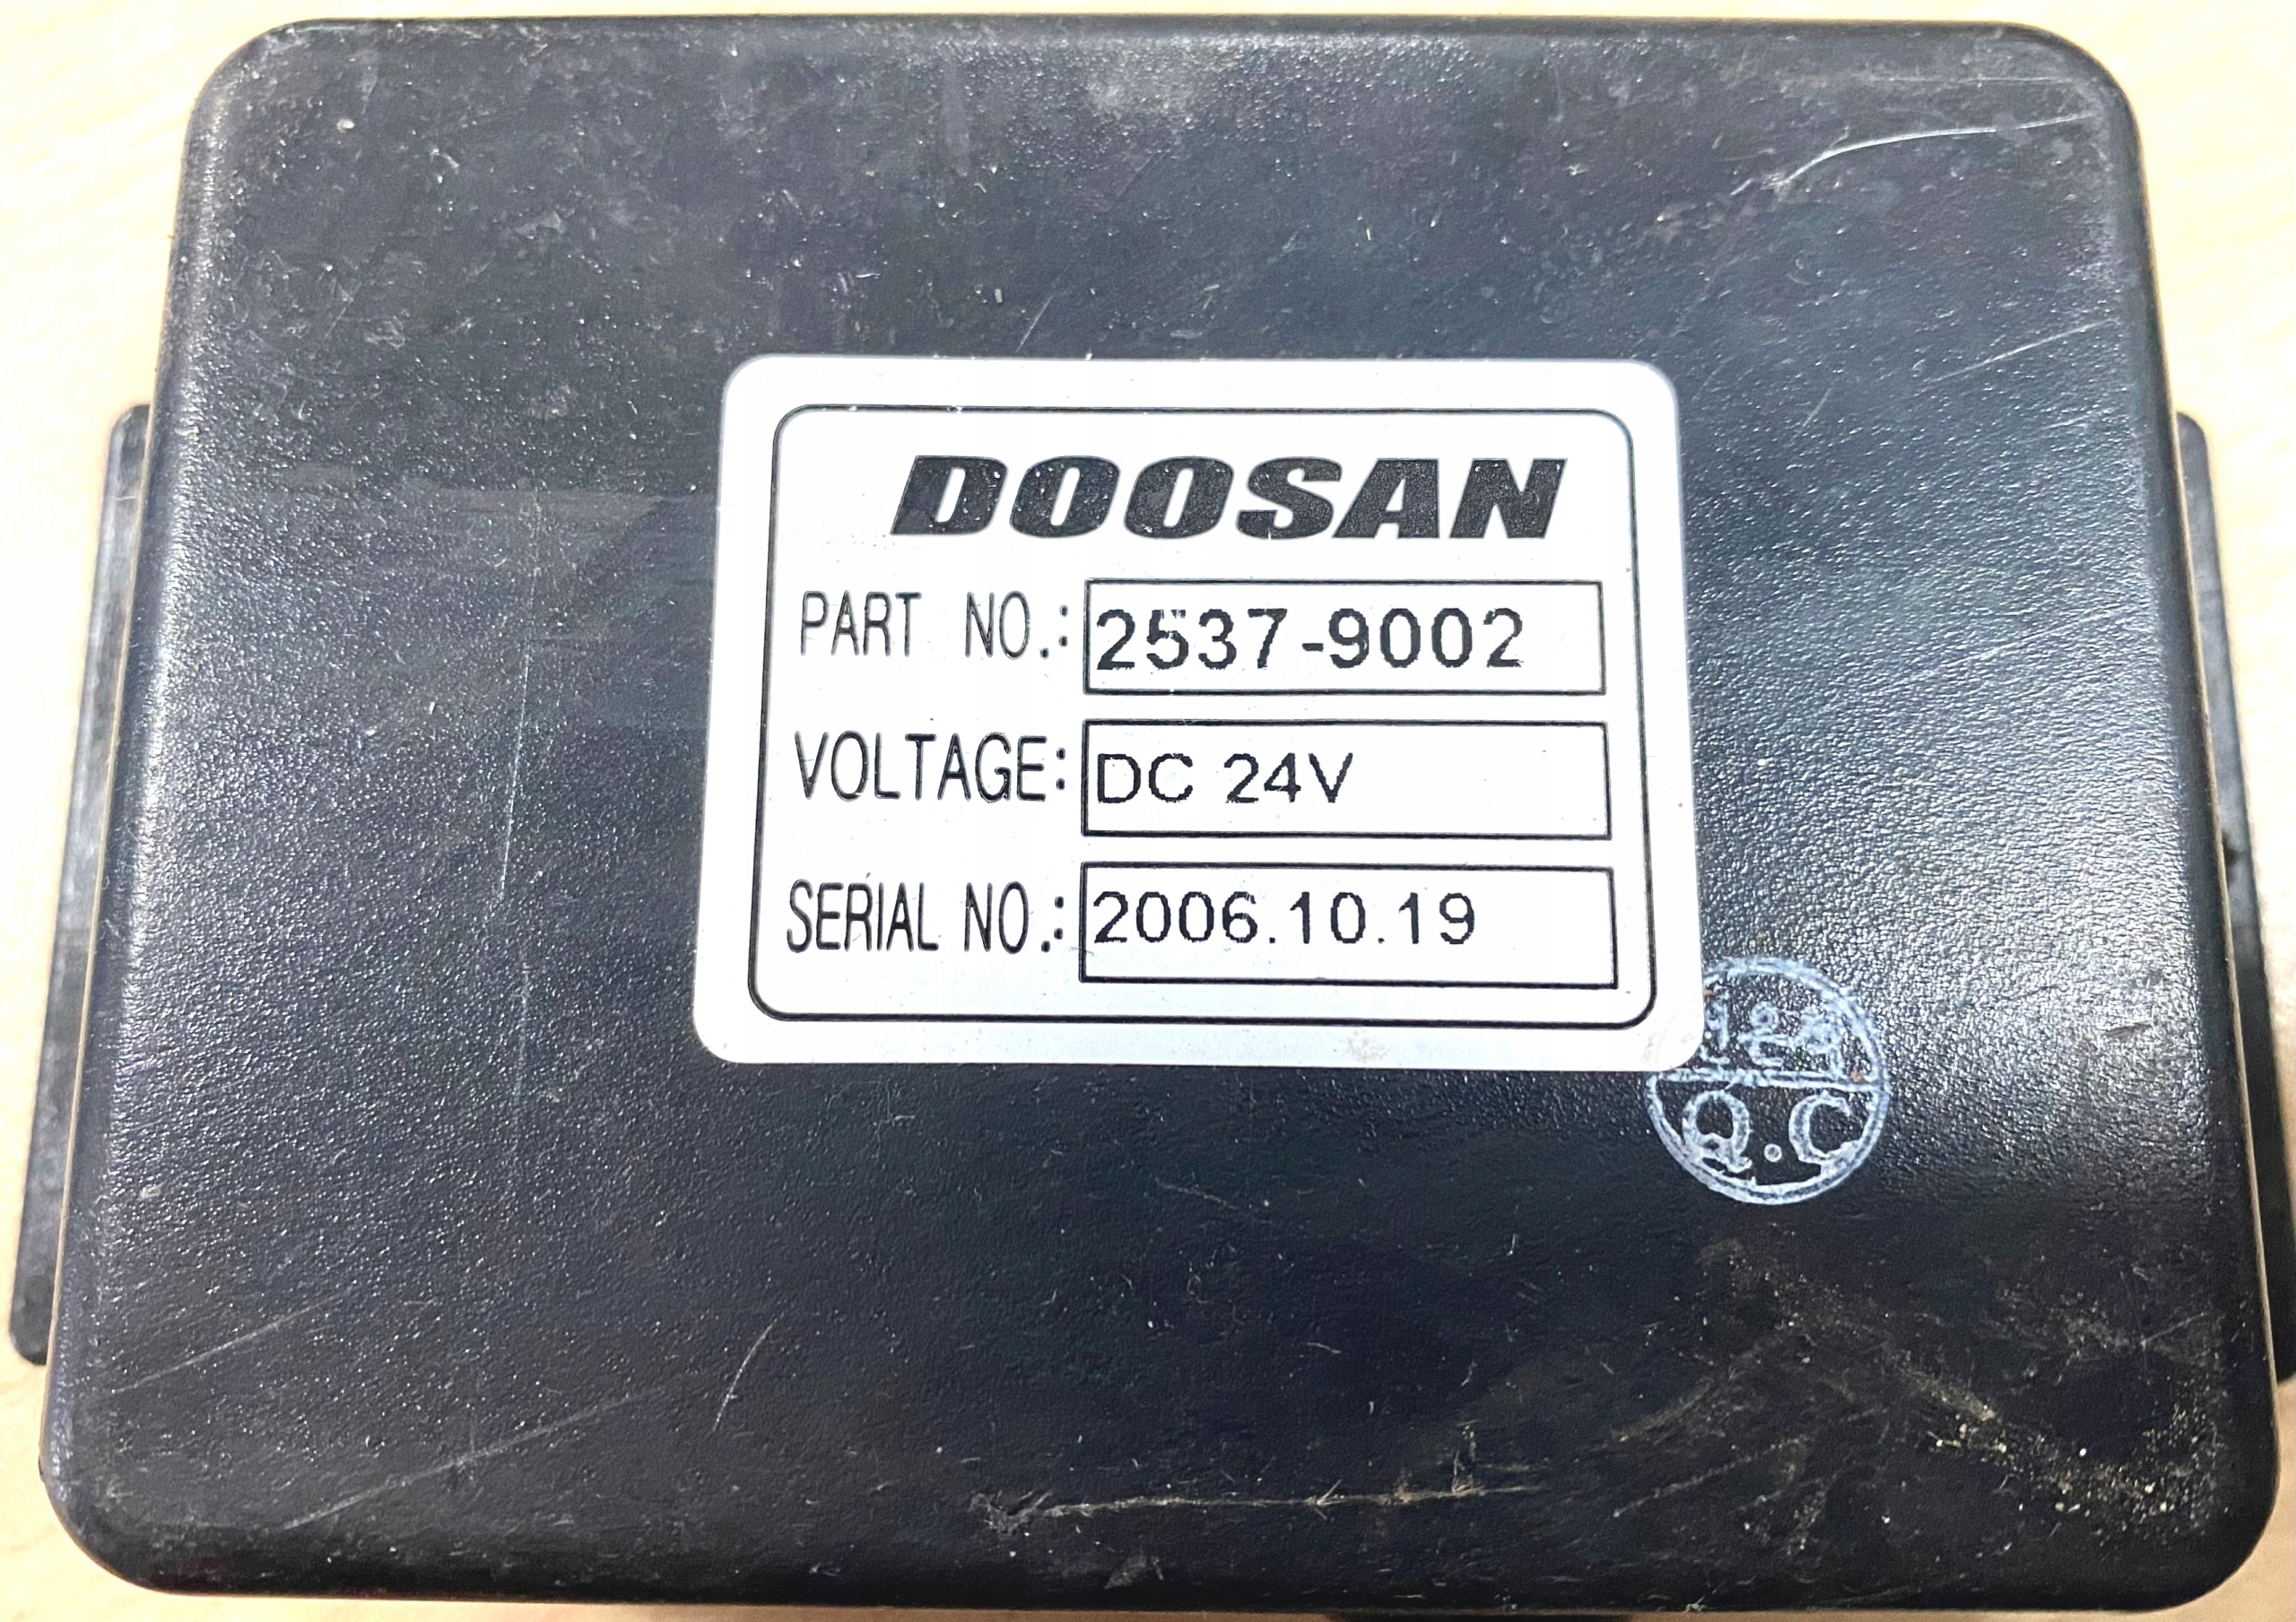 DOOSAN
PART NO.: 2537-9002
VOLTAGE: DC 24V
SERIAL NO.: 2006.10.19
Q.C